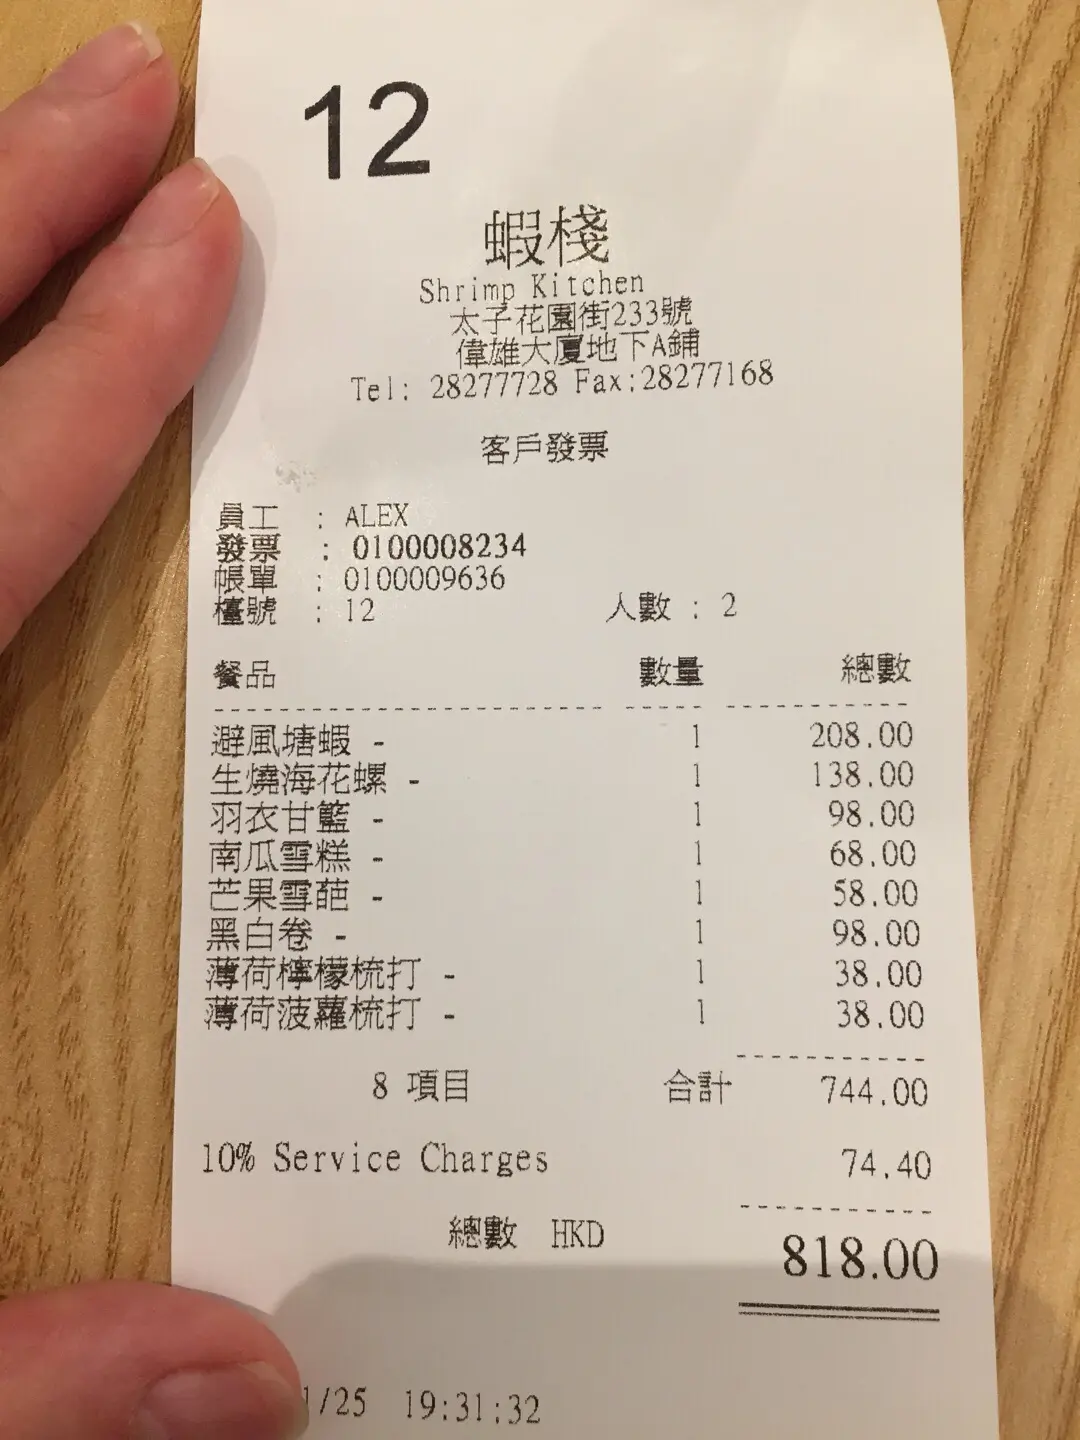 12
蝦棧
Shrimp Kitchen
太子花園街233號
偉雄大廈地下A鋪
Tel: 28277728 Fax:28277168
客戶發票
員工 : ALEX
發票 : 0100008234
帳單 : 0100009636
檯號 : 12 人數 : 2
餐品 數量 總數
避風塘蝦 - 1 208.00
生燒海花螺 - 1 138.00
羽衣甘籃 - 1 98.00
南瓜雪糕 - 1 68.00
芒果雪葩 - 1 58.00
黑白卷 - 1 98.00
薄荷檸檬梳打 - 1 38.00
薄荷菠蘿梳打 - 1 38.00
8 項目 合計 744.00
10% Service Charges 74.40
總數 HKD 818.00
/25 19:31:32